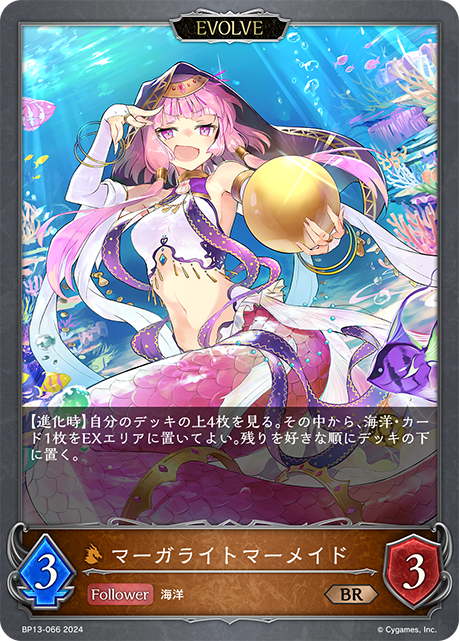 EVOLVE
【進化時】自分のデッキの上4枚を見る。その中から、海洋・カー
ド1枚をEXエリアに置いてよい。残りを好きな順にデッキの下
に置く。
マーガライトマーメイド
3
Follower 海洋
BR
3
BP13-066 2024
© Cygames, Inc.